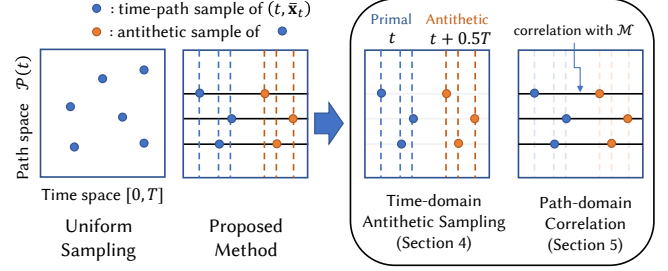 : time-path sample of (t, x̄ₜ)
: antithetic sample of
Path space 𝒫(t)
Time space [0, T]
Uniform
Sampling
Proposed
Method
Primal
t
Antithetic
t + 0.5T
correlation with ℳ
Time-domain
Antithetic Sampling
(Section 4)
Path-domain
Correlation
(Section 5)